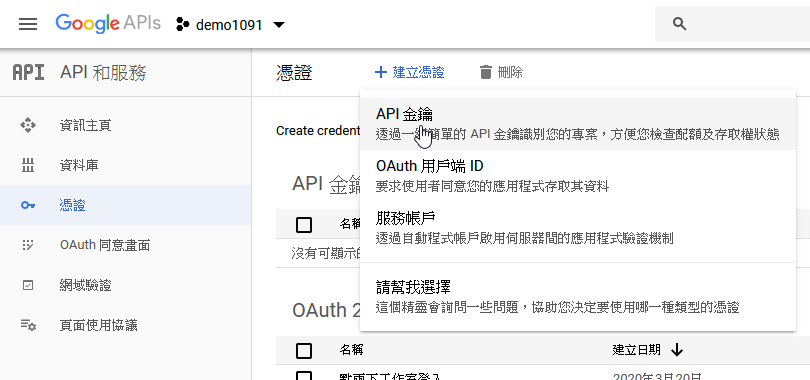 Google APIs
demo1091
API API 和服務
憑證
建立憑證
刪除
資訊主頁
資料庫
憑證
OAuth 同意畫面
網域驗證
頁面使用協議
Create credent
API 金鑰
透過一個簡單的 API 金鑰識別您的專案，方便您檢查配額及存取權狀態
OAuth 用戶端 ID
要求使用者同意您的應用程式存取其資料
服務帳戶
透過自動程式帳戶啟用伺服器間的應用程式驗證機制
請幫我選擇
這個精靈會詢問一些問題，協助您決定要使用哪一種類型的憑證
API 金鑰
名稱
沒有可顯示的
OAuth 2
名稱
建立日期
點兩下工作室登入
2020年3月20日